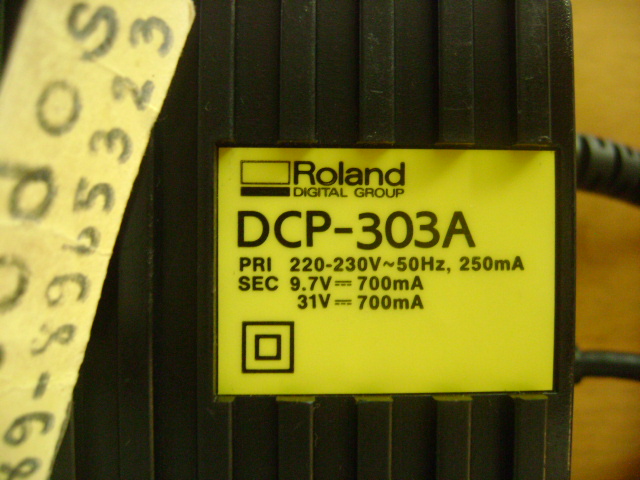 Roland
DIGITAL GROUP
DCP-303A
PRI 220-230V~50Hz, 250mA
SEC 9.7V⎓700mA
31V⎓700mA